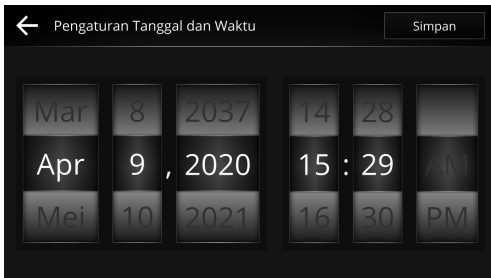 Pengaturan Tanggal dan Waktu Simpan
Mar 8 2037 14 28
Apr 9 , 2020 15 : 29 AM
Mei 10 2021 16 30 PM